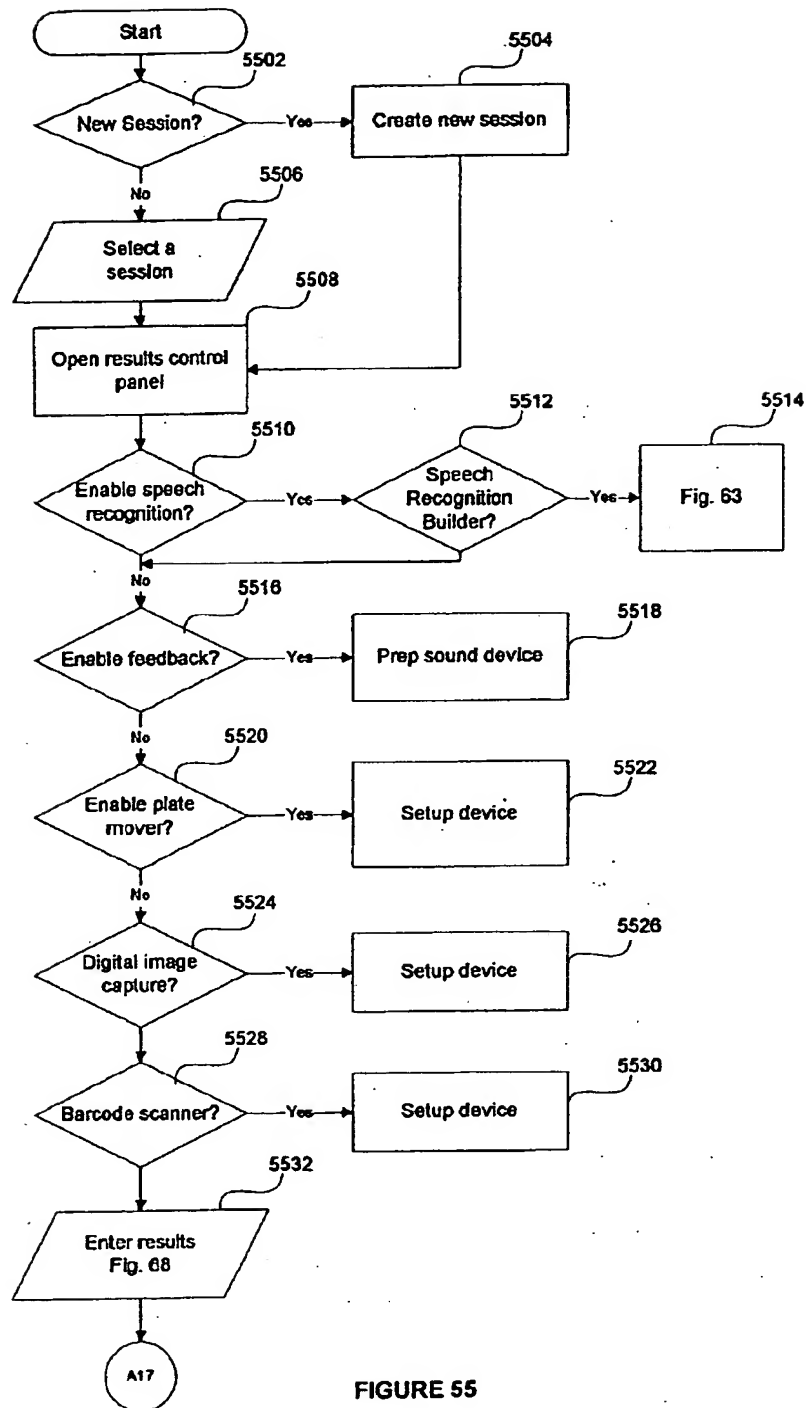 Start
5502
5504
New Session?
Yes
Create new session
No
5506
Select a
session
5508
Open results control
panel
5510
5512
5514
Enable speech
recognition?
Yes
Speech
Recognition
Builder?
Yes
Fig. 63
No
5516
5518
Enable feedback?
Yes
Prep sound device
No
5520
5522
Enable plate
mover?
Yes
Setup device
No
5524
5526
Digital image
capture?
Yes
Setup device
5528
5530
Barcode scanner?
Yes
Setup device
5532
Enter results
Fig. 68
A17
FIGURE 55